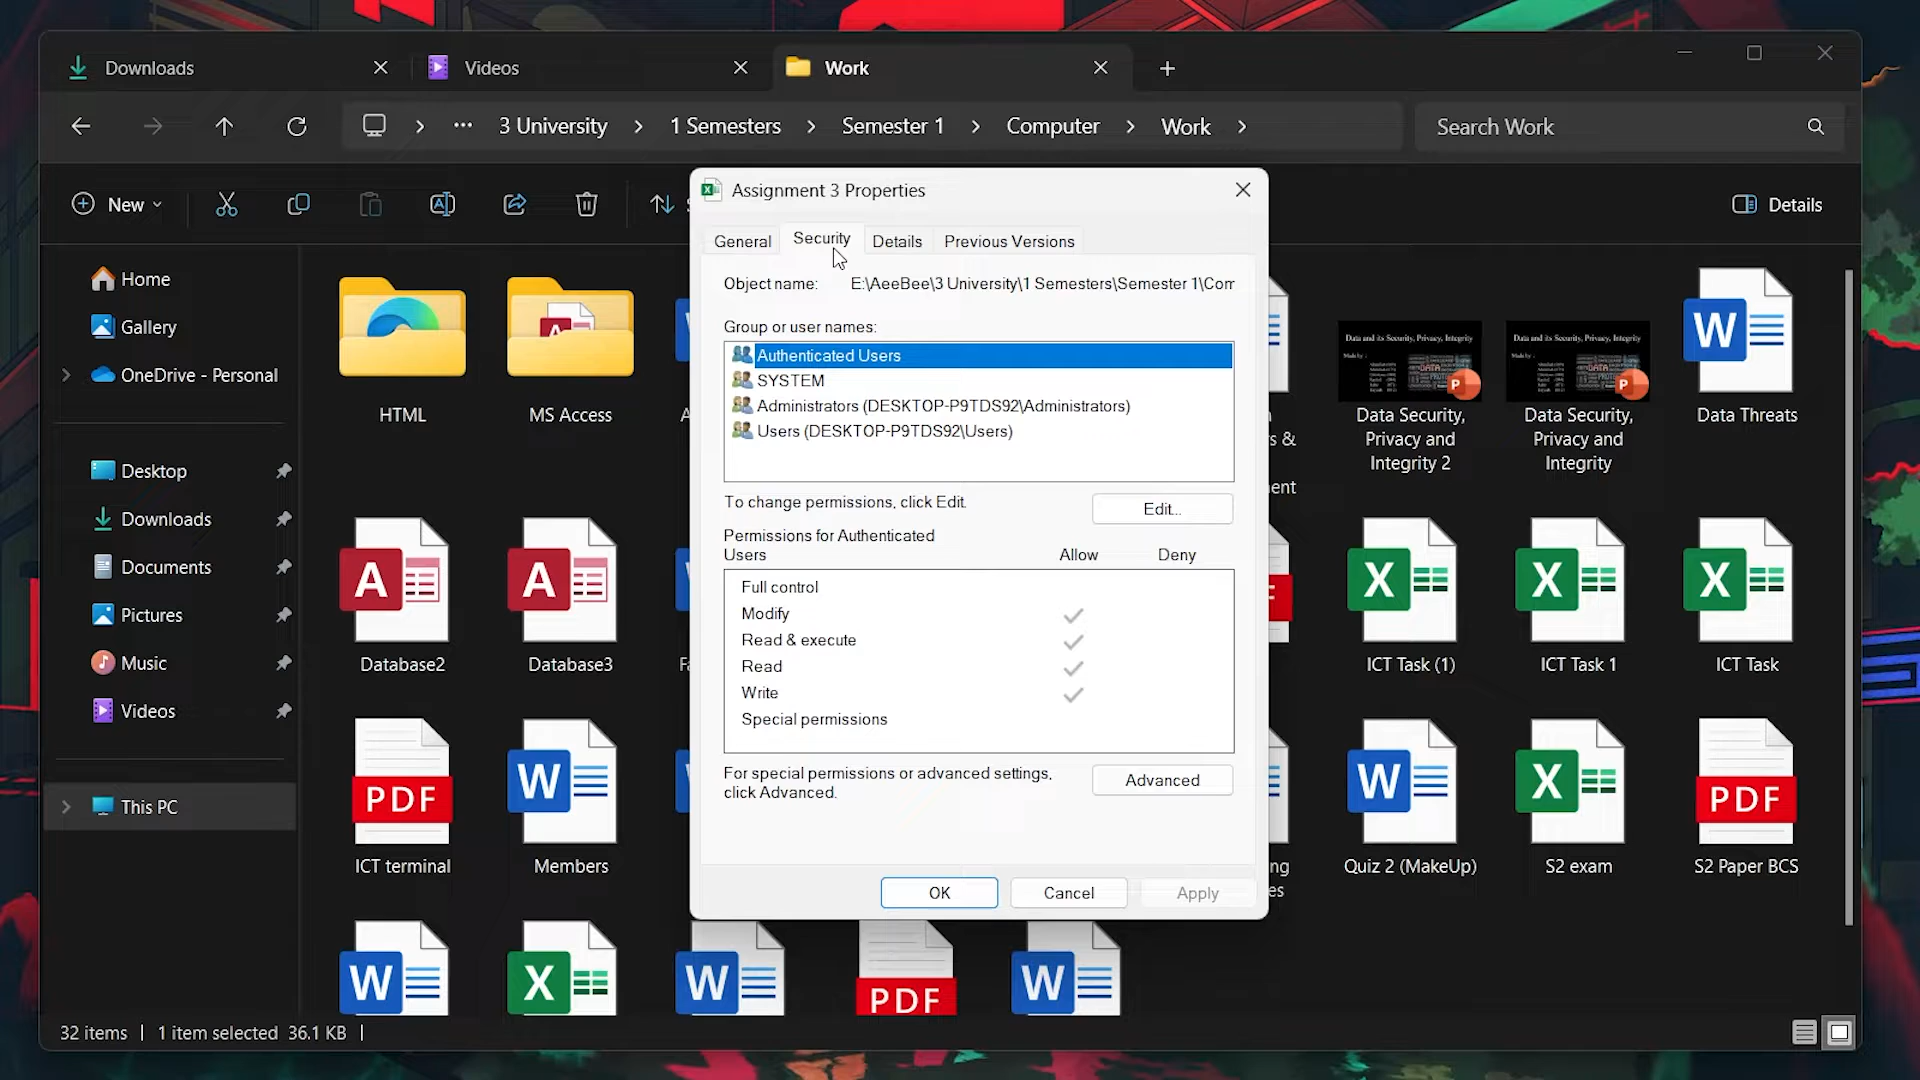 Downloads
Videos
Work
3 University
1 Semesters
Semester 1
Computer
Work
Search Work
New
Details
Home
Gallery
OneDrive - Personal
Desktop
Downloads
Documents
Pictures
Music
Videos
This PC
HTML
MS Access
Data Security,
Privacy and
Integrity 2
Data Security,
Privacy and
Integrity
Data Threats
Database2
Database3
ICT Task (1)
ICT Task 1
ICT Task
PDF
ICT terminal
Members
Quiz 2 (MakeUp)
S2 exam
PDF
S2 Paper BCS
PDF
Assignment 3 Properties
General
Security
Details
Previous Versions
Object name: E:\AeeBee\3 University\1 Semesters\Semester 1\Com
Group or user names:
Authenticated Users
SYSTEM
Administrators (DESKTOP-P9TDS92\Administrators)
Users (DESKTOP-P9TDS92\Users)
To change permissions, click Edit.
Edit...
Permissions for Authenticated
Users
Allow
Deny
Full control
Modify
Read & execute
Read
Write
Special permissions
For special permissions or advanced settings,
click Advanced.
Advanced
OK
Cancel
Apply
32 items
1 item selected 36.1 KB